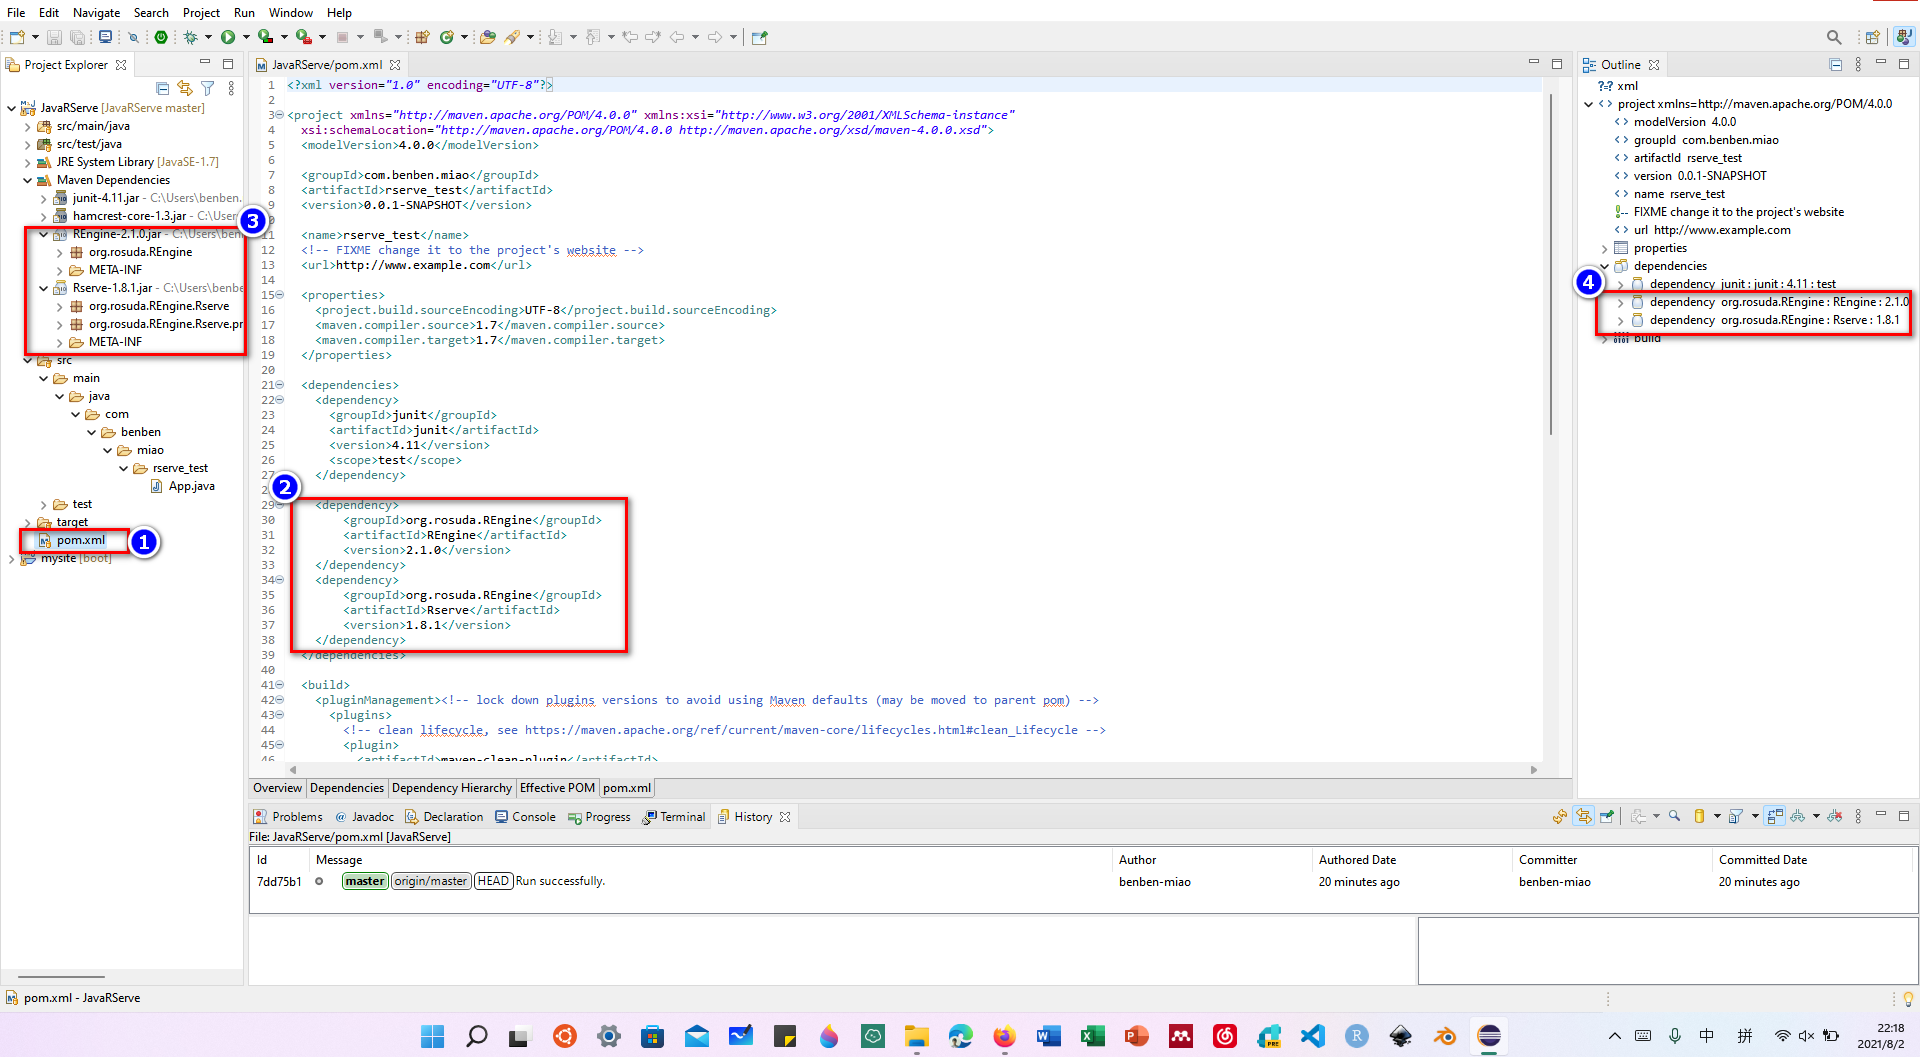 File Edit Navigate Search Project Run Window Help
Project Explorer
JavaRServe [JavaRServe master]
src/main/java
src/test/java
JRE System Library [JavaSE-1.7]
Maven Dependencies
junit-4.11.jar - C:\Users\benben.
hamcrest-core-1.3.jar - C:\User
3
REngine-2.1.0.jar - C:\Users\ben
org.rosuda.REngine
META-INF
Rserve-1.8.1.jar - C:\Users\benbe
org.rosuda.REngine.Rserve
org.rosuda.REngine.Rserve.pr
META-INF
src
main
java
com
benben
miao
rserve_test
App.java
test
target
pom.xml
1
mysite [boot]
JavaRServe/pom.xml
1 <?xml version="1.0" encoding="UTF-8"?>
2
3 <project xmlns="http://maven.apache.org/POM/4.0.0" xmlns:xsi="http://www.w3.org/2001/XMLSchema-instance"
4 xsi:schemaLocation="http://maven.apache.org/POM/4.0.0 http://maven.apache.org/xsd/maven-4.0.0.xsd">
5 <modelVersion>4.0.0</modelVersion>
6
7 <groupId>com.benben.miao</groupId>
8 <artifactId>rserve_test</artifactId>
9 <version>0.0.1-SNAPSHOT</version>
11 <name>rserve_test</name>
12 <!-- FIXME change it to the project's website -->
13 <url>http://www.example.com</url>
14
15 <properties>
16 <project.build.sourceEncoding>UTF-8</project.build.sourceEncoding>
17 <maven.compiler.source>1.7</maven.compiler.source>
18 <maven.compiler.target>1.7</maven.compiler.target>
19 </properties>
20
21 <dependencies>
22 <dependency>
23 <groupId>junit</groupId>
24 <artifactId>junit</artifactId>
25 <version>4.11</version>
26 <scope>test</scope>
27 </dependency>
2
29 <dependency>
30 <groupId>org.rosuda.REngine</groupId>
31 <artifactId>REngine</artifactId>
32 <version>2.1.0</version>
33 </dependency>
34 <dependency>
35 <groupId>org.rosuda.REngine</groupId>
36 <artifactId>Rserve</artifactId>
37 <version>1.8.1</version>
38 </dependency>
39 </dependencies>
40
41 <build>
42 <pluginManagement><!-- lock down plugins versions to avoid using Maven defaults (may be moved to parent pom) -->
43 <plugins>
44 <!-- clean lifecycle, see https://maven.apache.org/ref/current/maven-core/lifecycles.html#clean_Lifecycle -->
45 <plugin>
46 <artifactId>maven-clean-plugin</artifactId>
Overview Dependencies Dependency Hierarchy Effective POM pom.xml
Outline
xml
project xmlns=http://maven.apache.org/POM/4.0.0
modelVersion 4.0.0
groupId com.benben.miao
artifactId rserve_test
version 0.0.1-SNAPSHOT
name rserve_test
FIXME change it to the project's website
url http://www.example.com
properties
dependencies
4
dependency junit : junit : 4.11 : test
dependency org.rosuda.REngine : REngine : 2.1.0
dependency org.rosuda.REngine : Rserve : 1.8.1
build
Problems Javadoc Declaration Console Progress Terminal History
File: JavaRServe/pom.xml [JavaRServe]
Id Message Author Authored Date Committer Committed Date
7dd75b1 master origin/master HEAD Run successfully. benben-miao 20 minutes ago benben-miao 20 minutes ago
pom.xml - JavaRServe
中 拼
22:18
2021/8/2